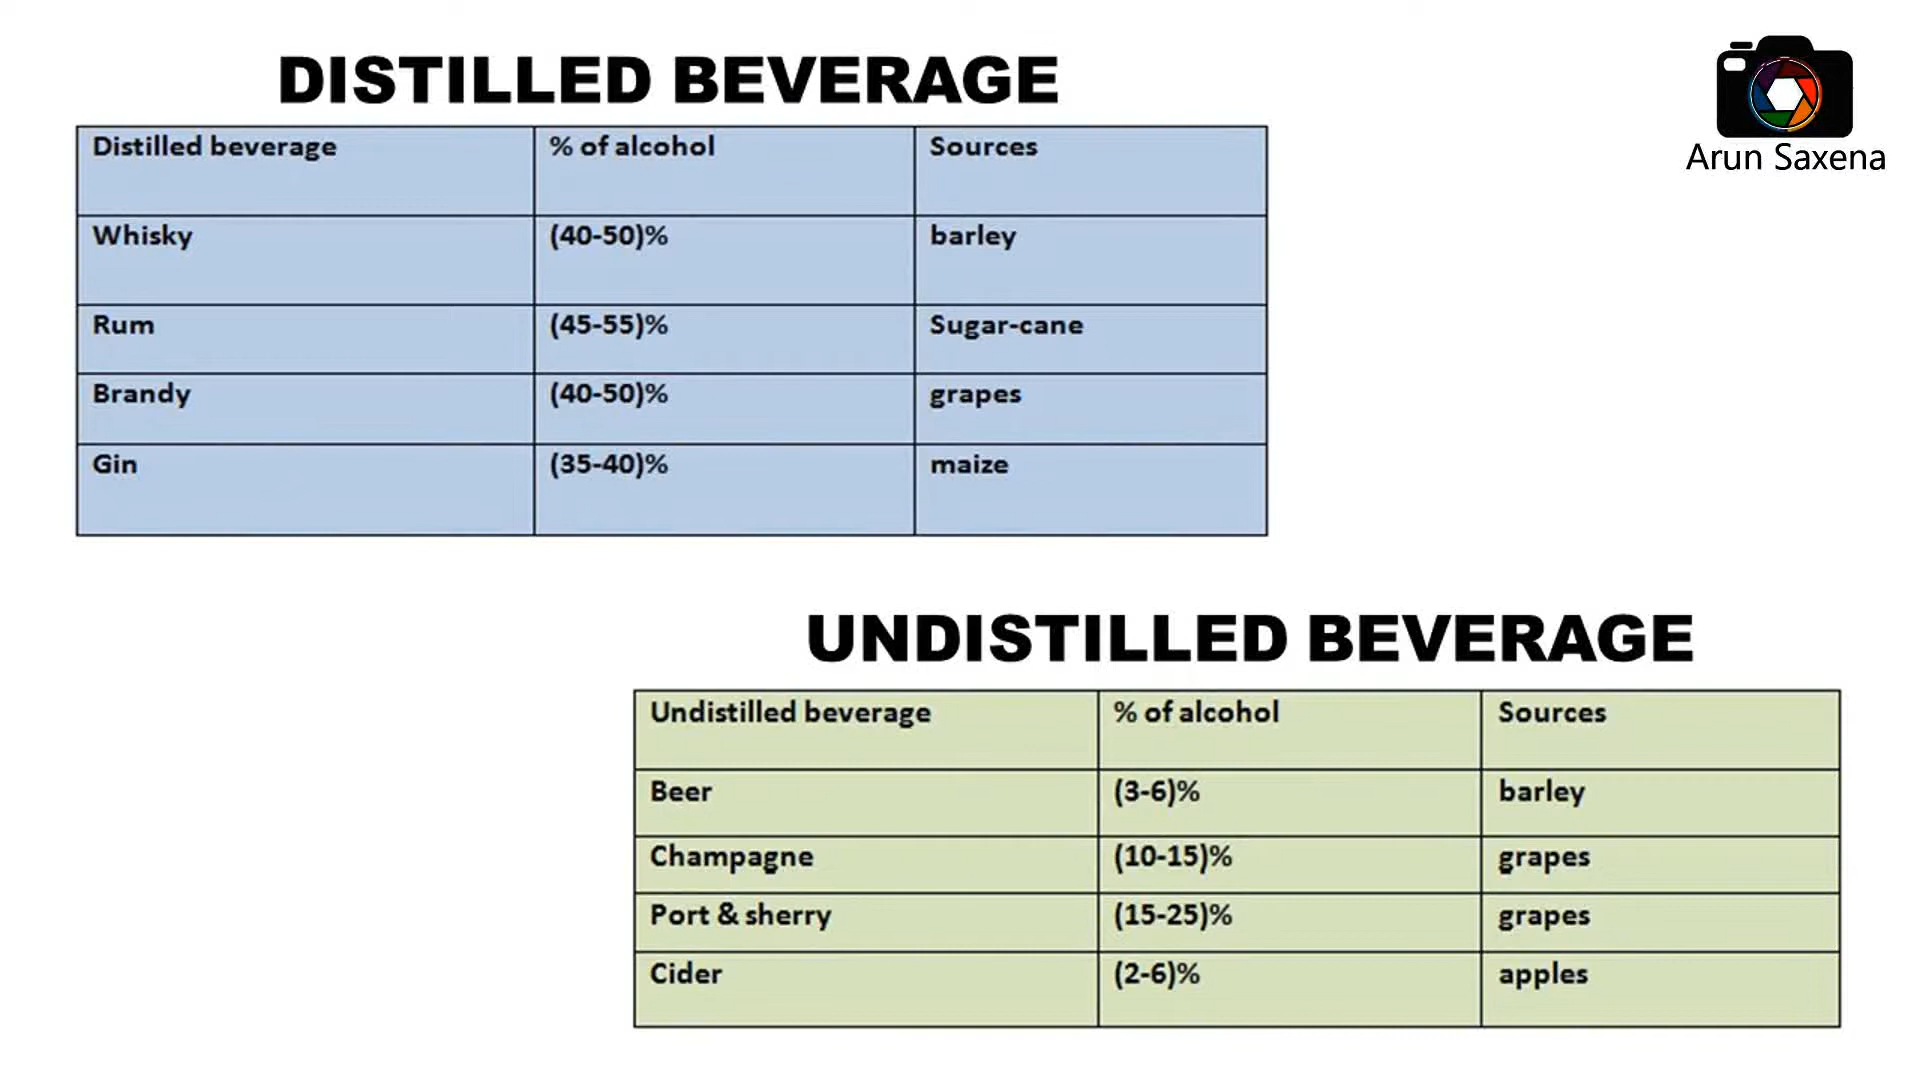 DISTILLED BEVERAGE
Arun Saxena
Distilled beverage % of alcohol Sources
Whisky (40-50)% barley
Rum (45-55)% Sugar-cane
Brandy (40-50)% grapes
Gin (35-40)% maize
UNDISTILLED BEVERAGE
Undistilled beverage % of alcohol Sources
Beer (3-6)% barley
Champagne (10-15)% grapes
Port & sherry (15-25)% grapes
Cider (2-6)% apples